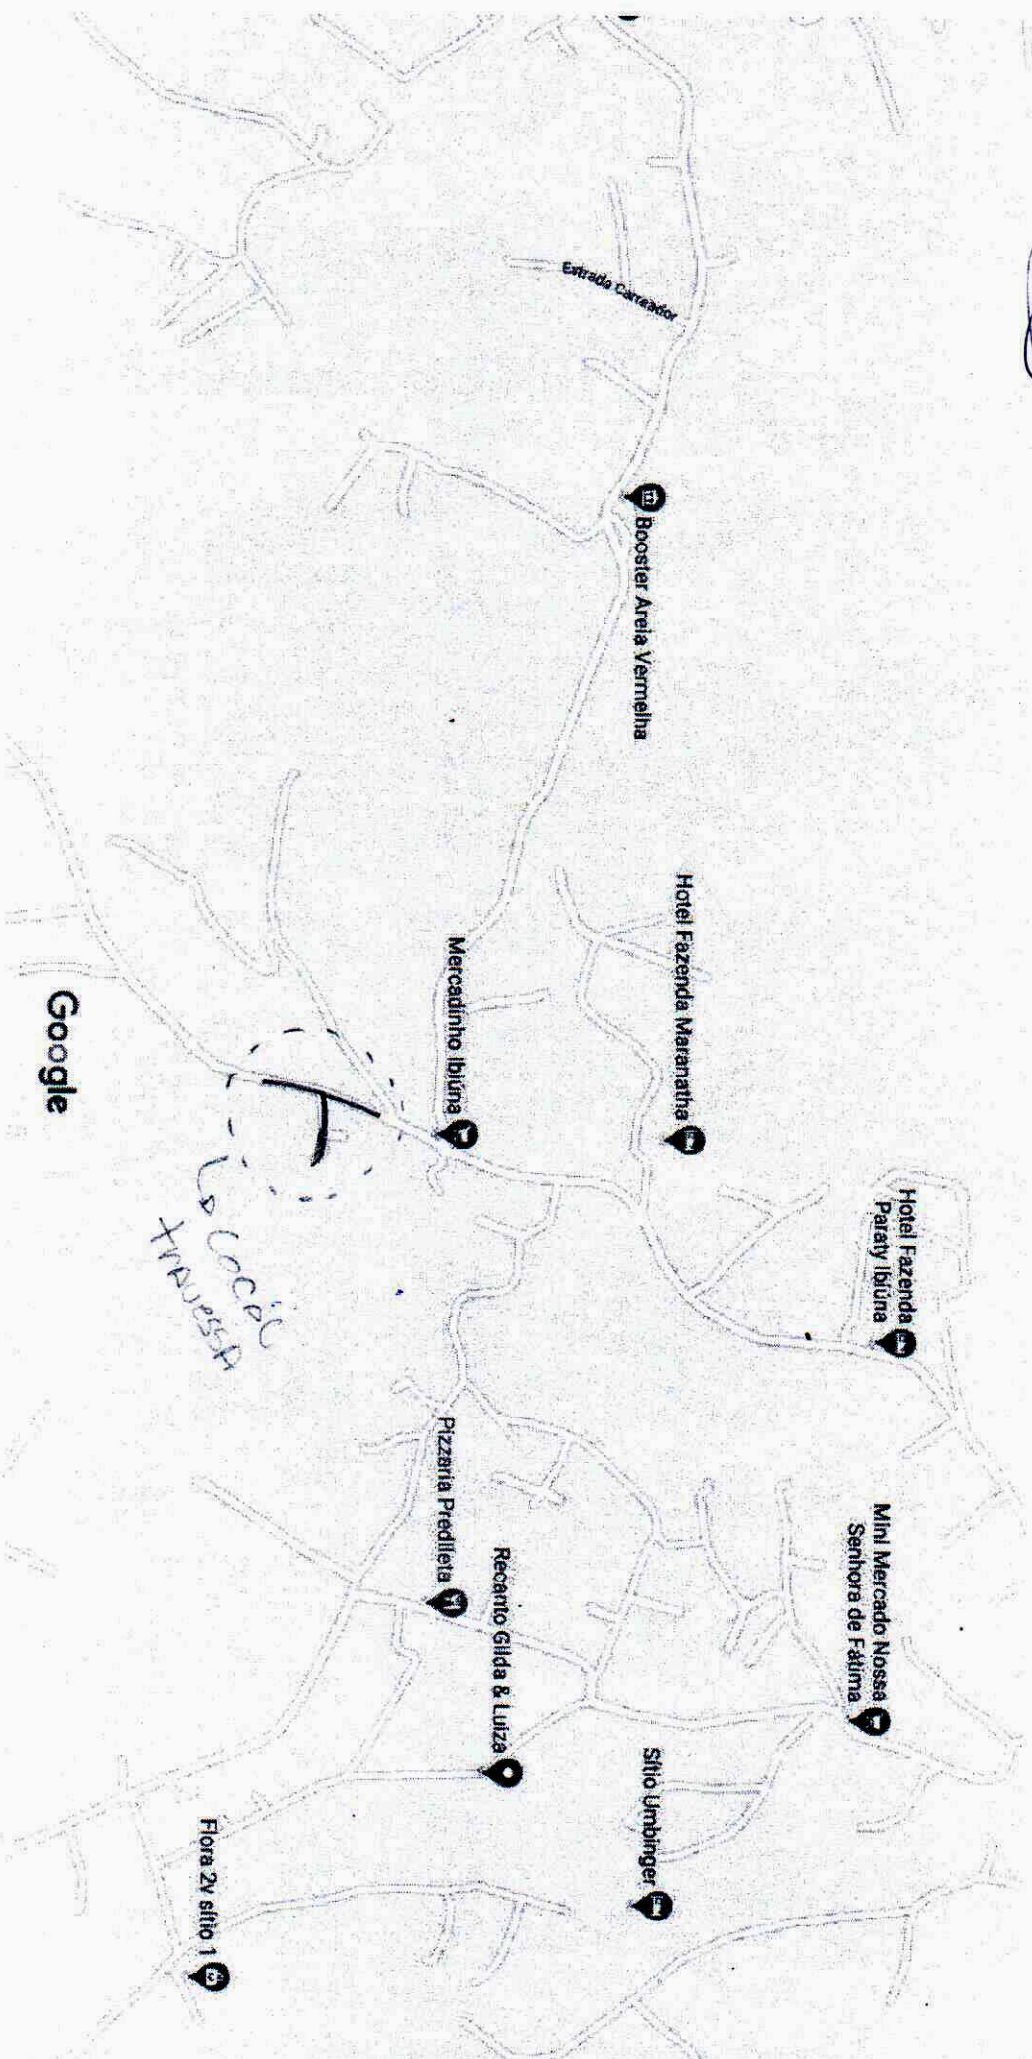 Estrada Carreador
Booster Areia Vermelha
Hotel Fazenda Maranatha
Mercadinho Ibiúna
Hotel Fazenda
Paraty Ibiúna
Google
Local
travessa
Pizzaria Predileta
Recanto Gilda & Luiza
Mini Mercado Nossa
Senhora de Fátima
Sítio Umbinger
Flora 2v sítio 1